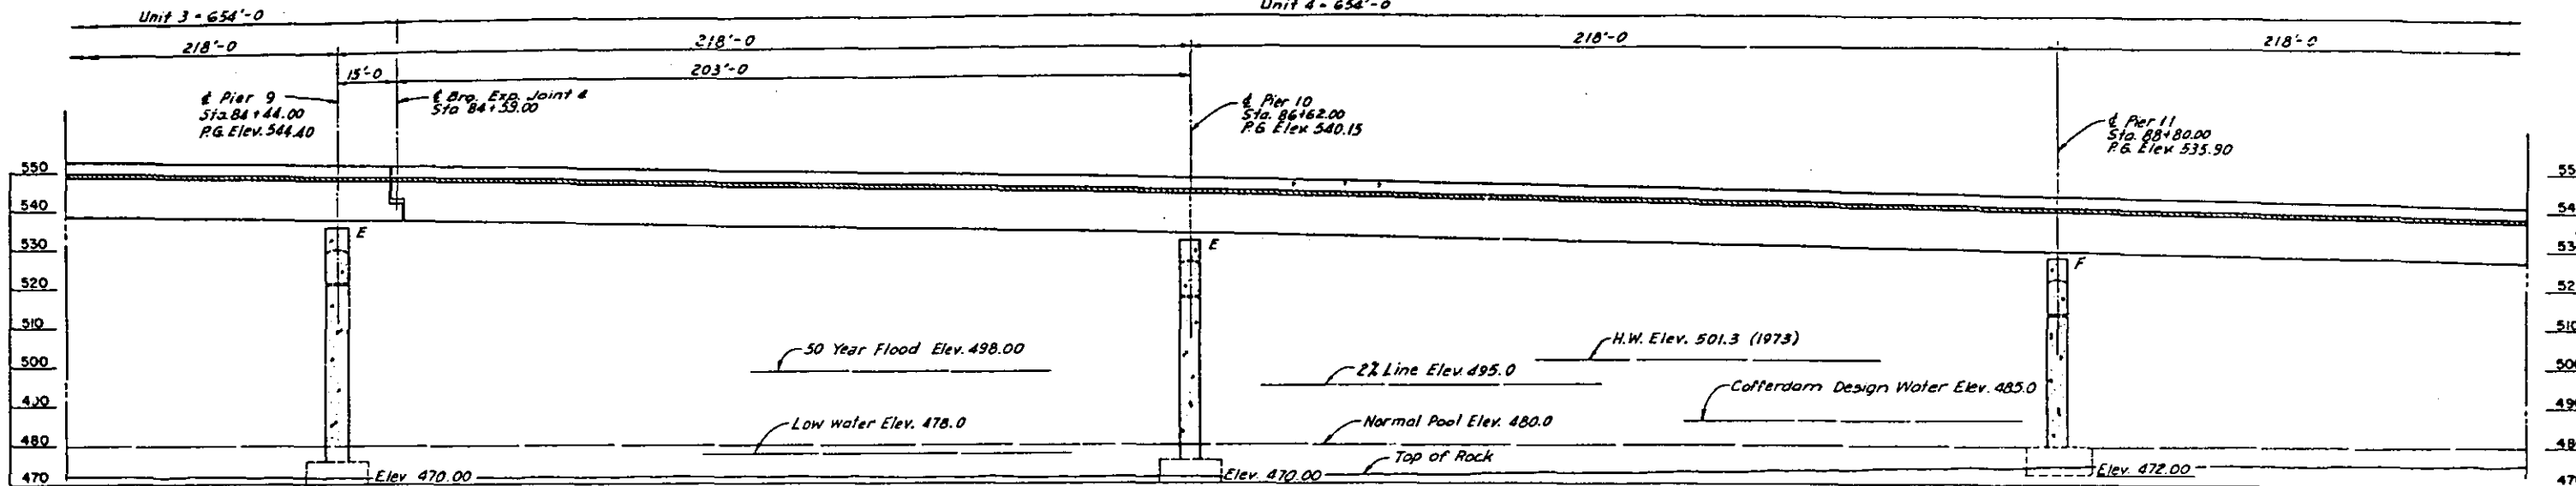 Unit 3 = 654'-0
Unit 4 - 654'-0
218'-0
218'-0
218'-0
218'-0
15'-0
203'-0
℄ Pier 9
Sta 84+44.00
P.G. Elev. 544.40
℄ Brg. Exp. Joint 4
Sta 84+59.00
℄ Pier 10
Sta. 86+62.00
P.G Elev. 540.15
℄ Pier 11
Sta. 88+80.00
P.G. Elev. 535.90
550
540
530
520
510
500
490
480
470
E
E
F
50 Year Flood Elev. 498.00
H.W. Elev. 501.3 (1973)
2% Line Elev. 495.0
Cofferdam Design Water Elev. 485.0
Low water Elev. 478.0
Normal Pool Elev. 480.0
Top of Rock
Elev. 470.00
Elev. 470.00
Elev. 472.00
510